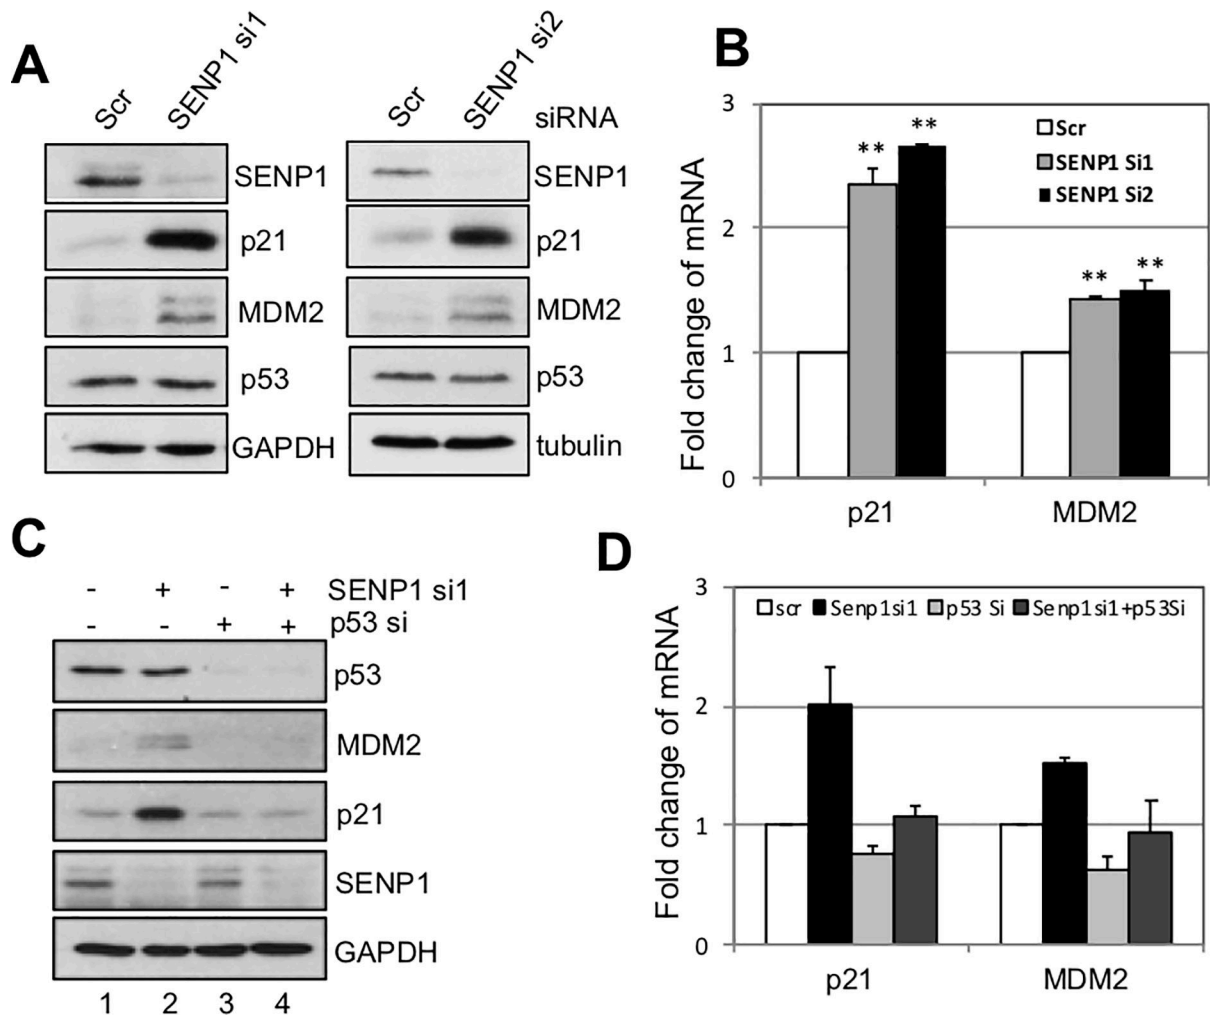 A
Scr
SENP1 si1
Scr
SENP1 si2
siRNA
SENP1
p21
MDM2
p53
GAPDH
SENP1
p21
MDM2
p53
tubulin
B
Fold change of mRNA
3
2
1
0
Scr
SENP1 Si1
SENP1 Si2
**
**
**
**
p21
MDM2
C
- + - + SENP1 si1
- - + + p53 si
p53
MDM2
p21
SENP1
GAPDH
1 2 3 4
D
Fold change of mRNA
3
2
1
0
scr Senp1si1 p53 Si Senp1si1+p53Si
p21
MDM2